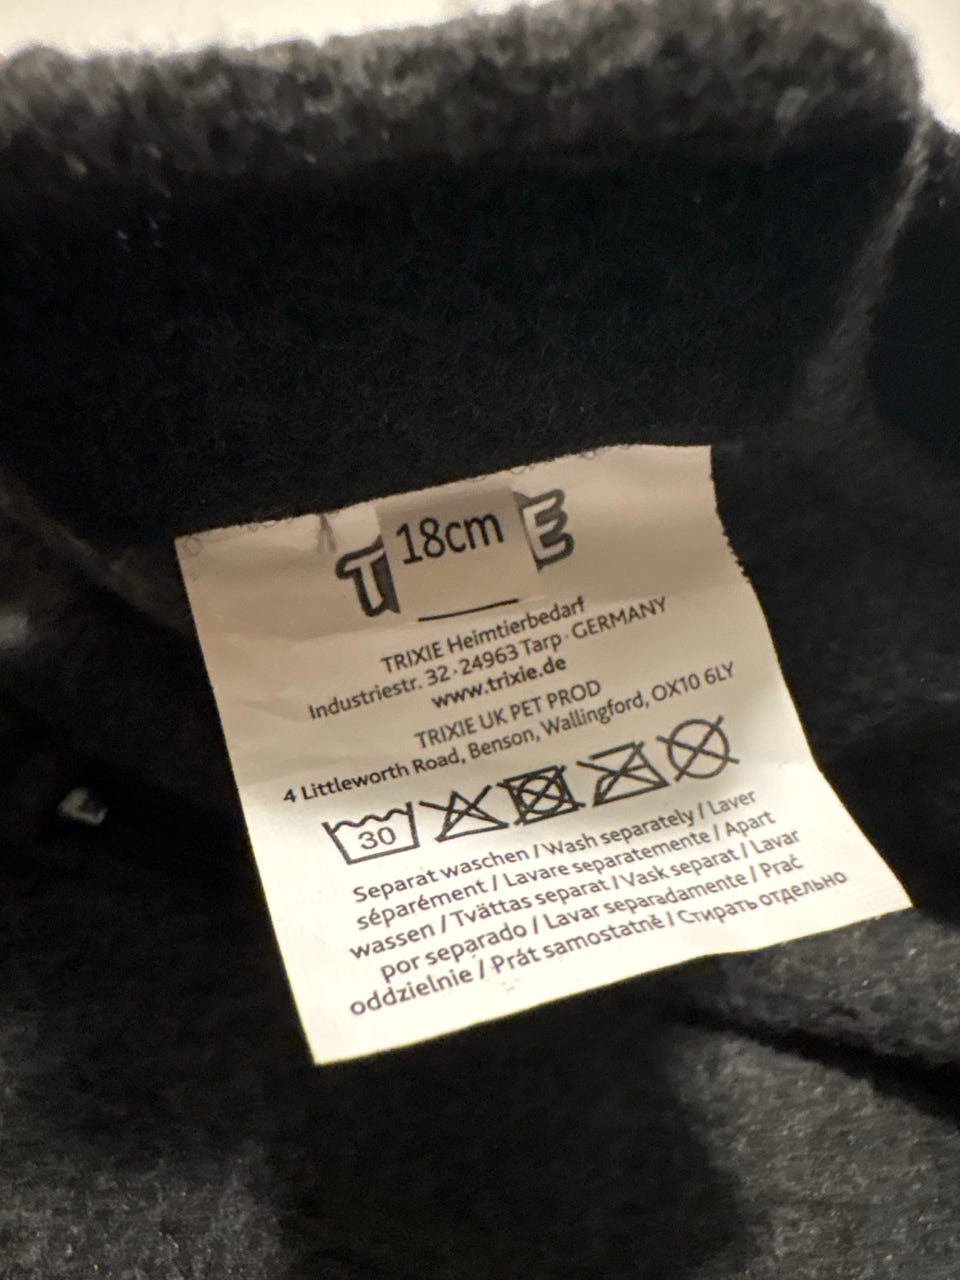 T 18cm E
TRIXIE Heimtierbedarf
Industriestr. 32 · 24963 Tarp · GERMANY
www.trixie.de
TRIXIE UK PET PROD
4 Littleworth Road, Benson, Wallingford, OX10 6LY
30
Separat waschen / Wash separately / Laver
séparément / Lavare separatamente / Apart
wassen / Tvättas separat / Vask separat / Lavar
por separado / Lavar separadamente / Prać
oddzielnie / Prát samostatně / Стирать отдельно